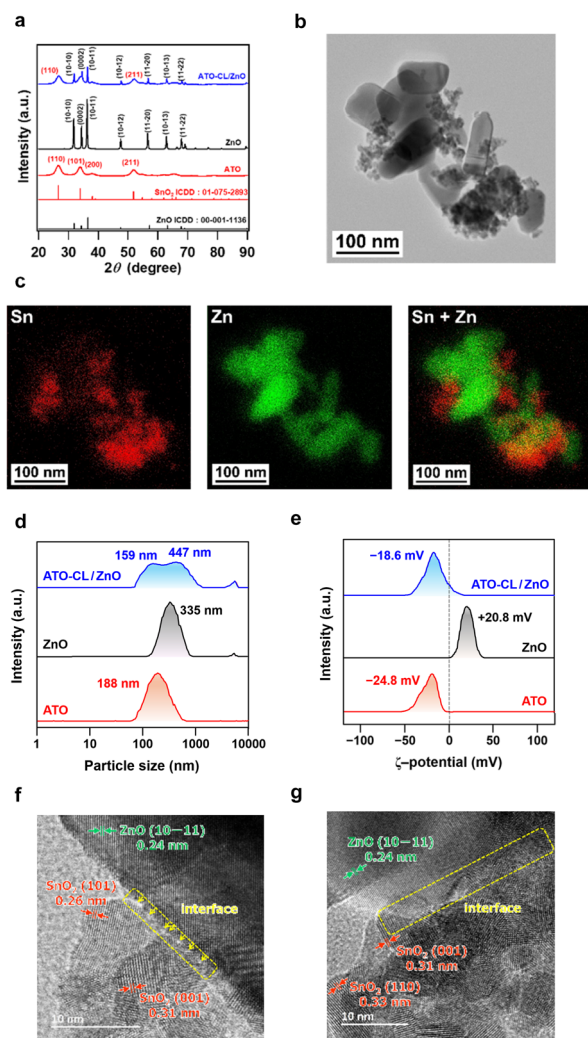 a
Intensity (a.u.)
(110)
(10-10)
(0002)
(10-11)
(10-12)
(211)
(11-20)
(10-13)
(11-22)
ATO-CL/ZnO
(10-10)
(0002)
(10-11)
(10-12)
(11-20)
(10-13)
(11-22)
ZnO
(110)
(101)
(200)
(211)
ATO
SnO2 ICDD : 01-075-2893
ZnO ICDD : 00-001-1136
20 30 40 50 60 70 80 90
2θ (degree)
b
100 nm
c
Sn
100 nm
Zn
100 nm
Sn + Zn
100 nm
d
Intensity (a.u.)
159 nm
447 nm
ATO-CL/ZnO
335 nm
ZnO
188 nm
ATO
1 10 100 1000 10000
Particle size (nm)
e
Intensity (a.u.)
−18.6 mV
ATO-CL/ZnO
+20.8 mV
ZnO
−24.8 mV
ATO
−100 −50 0 50 100
ζ–potential (mV)
f
ZnO (10−11)
0.24 nm
SnO2 (101)
0.26 nm
Interface
SnO2 (001)
0.31 nm
10 nm
g
ZnO (10−11)
0.24 nm
Interface
SnO2 (001)
0.31 nm
SnO2 (110)
0.33 nm
10 nm